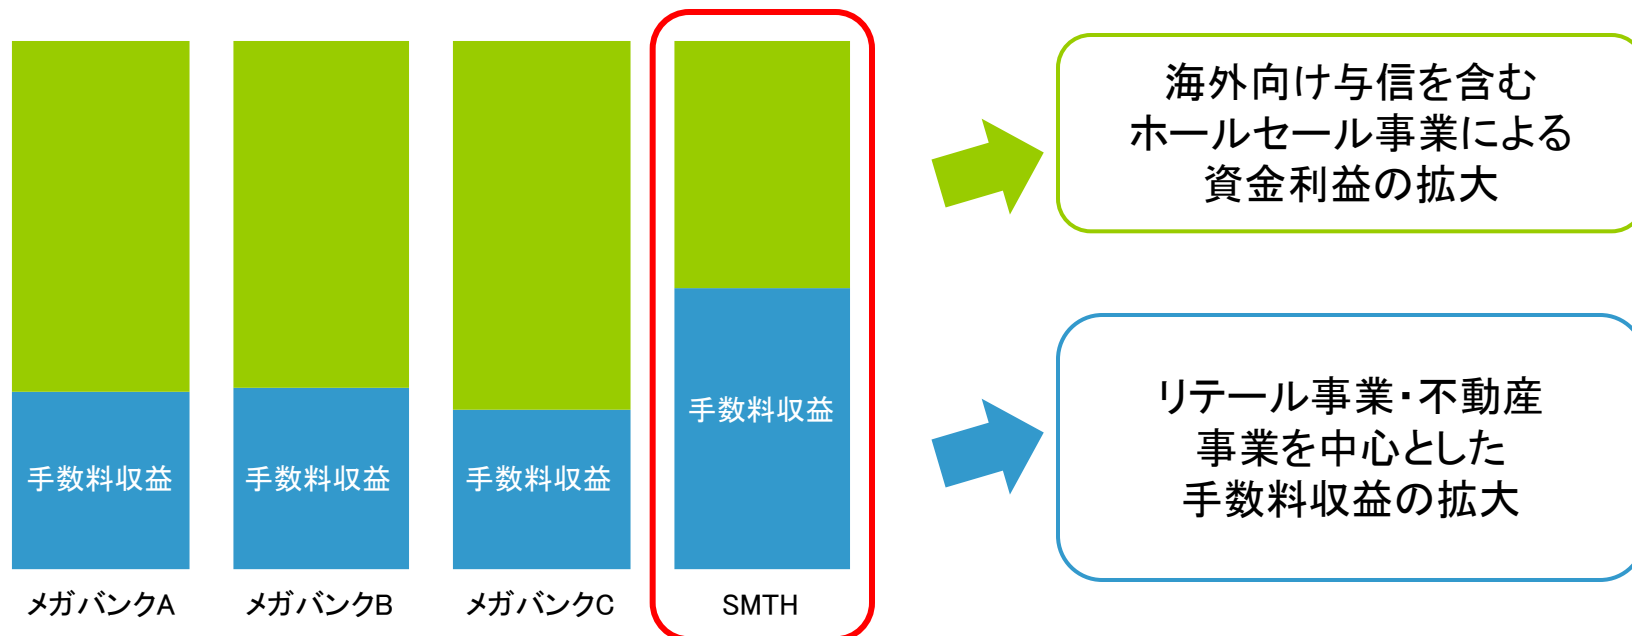 海外向け与信を含む
ホールセール事業による
資金利益の拡大
手数料収益
手数料収益
手数料収益
手数料収益
リテール事業・不動産
事業を中心とした
手数料収益の拡大
メガバンクA
メガバンクB
メガバンクC
SMTH